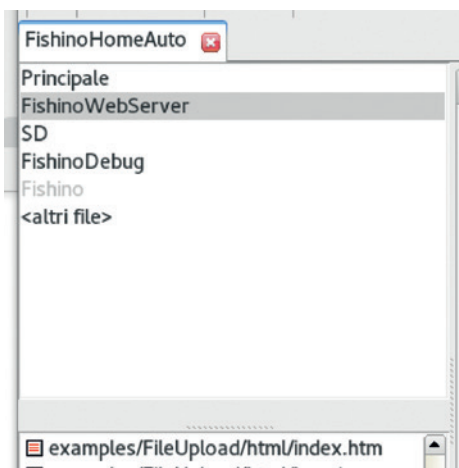 FishinoHomeAuto
Principale
FishinoWebServer
SD
FishinoDebug
Fishino
<altri file>
examples/FileUpload/html/index.htm